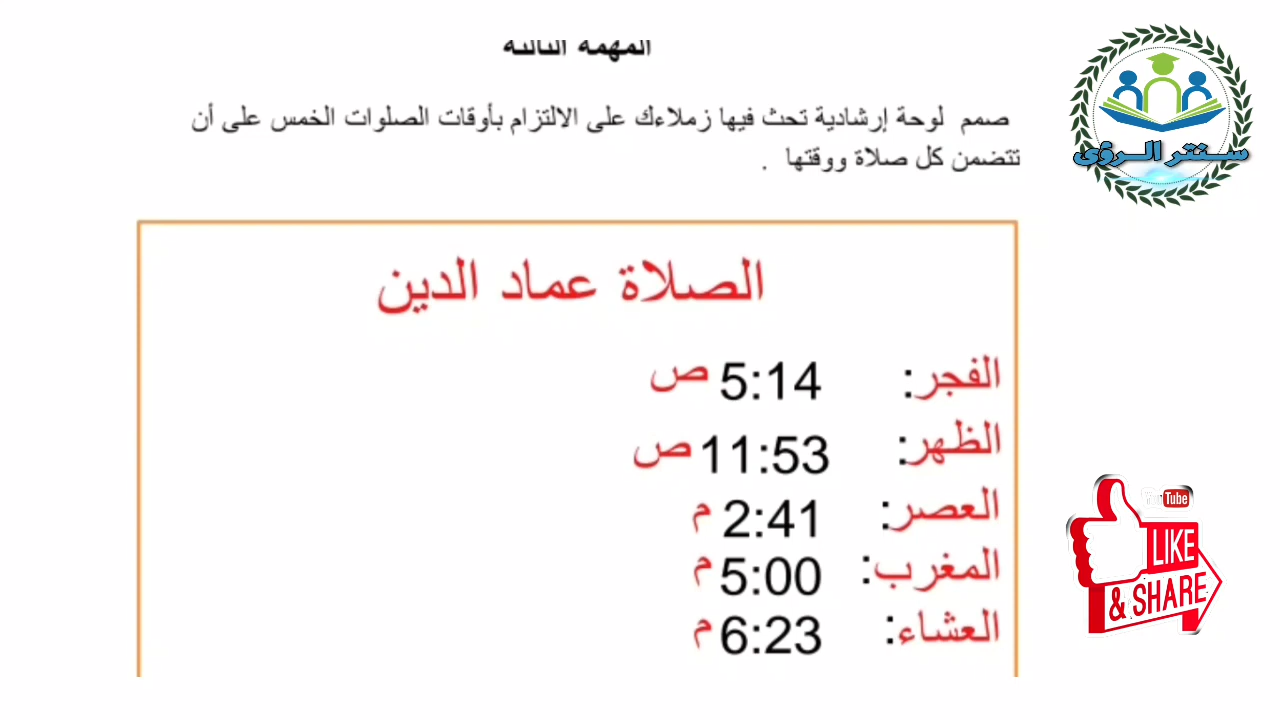 صمم لوحة إرشادية تحث فيها زملاءك على الالتزام بأوقات الصلوات الخمس على أن
تتضمن كل صلاة ووقتها .
الصلاة عماد الدين
الفجر: 5:14 ص
الظهر: 11:53 ص
العصر: 2:41 م
المغرب: 5:00 م
العشاء: 6:23 م
سنتر الرؤى
YouTube
LIKE
& SHARE